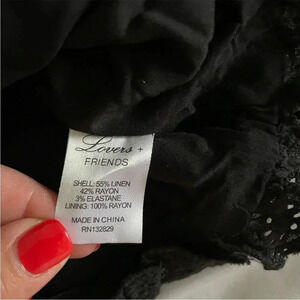 Lovers +
FRIENDS
SHELL: 55% LINEN
42% RAYON
3% ELASTANE
LINING: 100% RAYON
MADE IN CHINA
RN132829